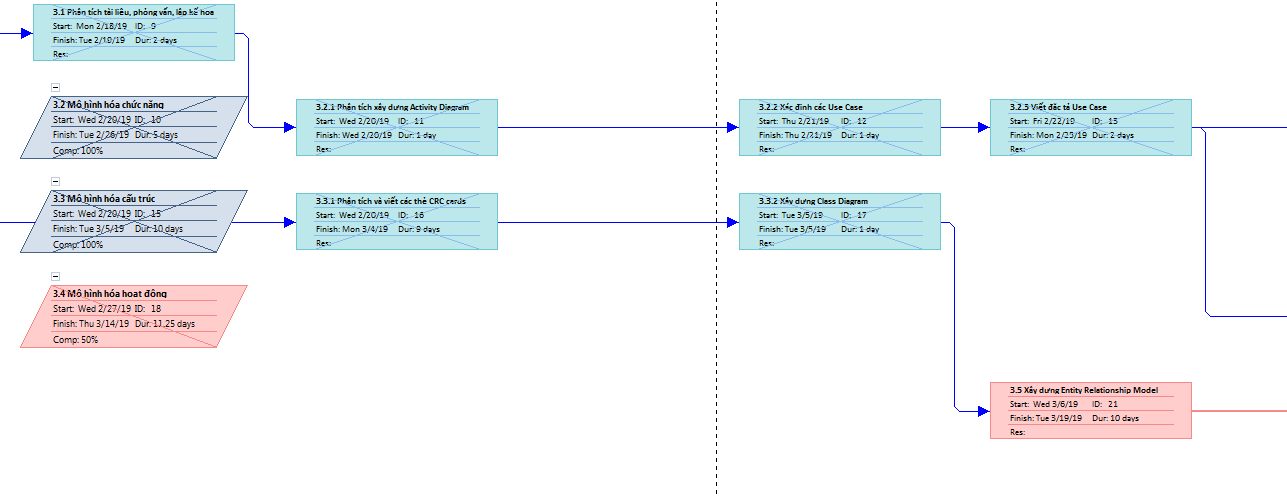 3.1 Phân tích tài liệu, phỏng vấn, lập kế hoạ
Start: Mon 2/18/19 ID: 9
Finish: Tue 2/19/19 Dur: 2 days
Res:
3.2 Mô hình hóa chức năng
Start: Wed 2/20/19 ID: 10
Finish: Tue 2/26/19 Dur: 5 days
Comp: 100%
3.2.1 Phân tích xây dựng Activity Diagram
Start: Wed 2/20/19 ID: 11
Finish: Wed 2/20/19 Dur: 1 day
Res:
3.2.2 Xác định các Use Case
Start: Thu 2/21/19 ID: 12
Finish: Thu 2/21/19 Dur: 1 day
Res:
Viết đặc tả Use Case
Start: Fri 2/22/19 ID:
Finish: Mon 2/25/19 Dur: 2 days
Res:
3.3 Mô hình hóa cấu trúc
Start: Wed 2/20/19 ID: 15
Finish: Tue 3/5/19 Dur: 10 days
Comp: 100%
3.3.1 Phân tích và viết các thẻ CRC cards
Start: Wed 2/20/19 ID: 16
Finish: Mon 3/4/19 Dur: 9 days
Res:
3.3.2 Xây dựng Class Diagram
Start: Tue 3/5/19 ID: 17
Finish: Tue 3/5/19 Dur: 1 day
Res:
3.4 Mô hình hóa hoạt động
Start: Wed 2/27/19 ID: 18
Finish: Thu 3/14/19 Dur: 11.25 days
Comp: 50%
3.5 Xây dựng Entity Relationship Model
Start: Wed 3/6/19 ID: 21
Finish: Tue 3/19/19 Dur: 10 days
Res: